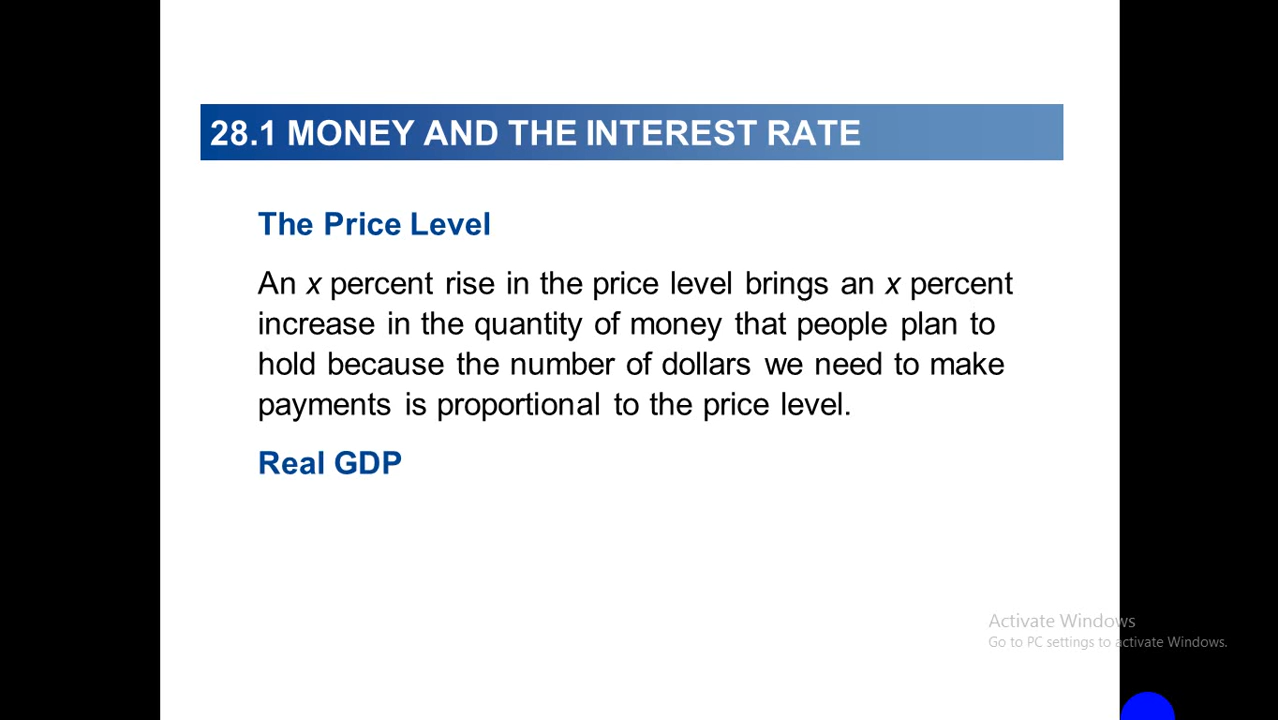 28.1 MONEY AND THE INTEREST RATE
The Price Level
An x percent rise in the price level brings an x percent
increase in the quantity of money that people plan to
hold because the number of dollars we need to make
payments is proportional to the price level.
Real GDP
Activate Windows
Go to PC settings to activate Windows.